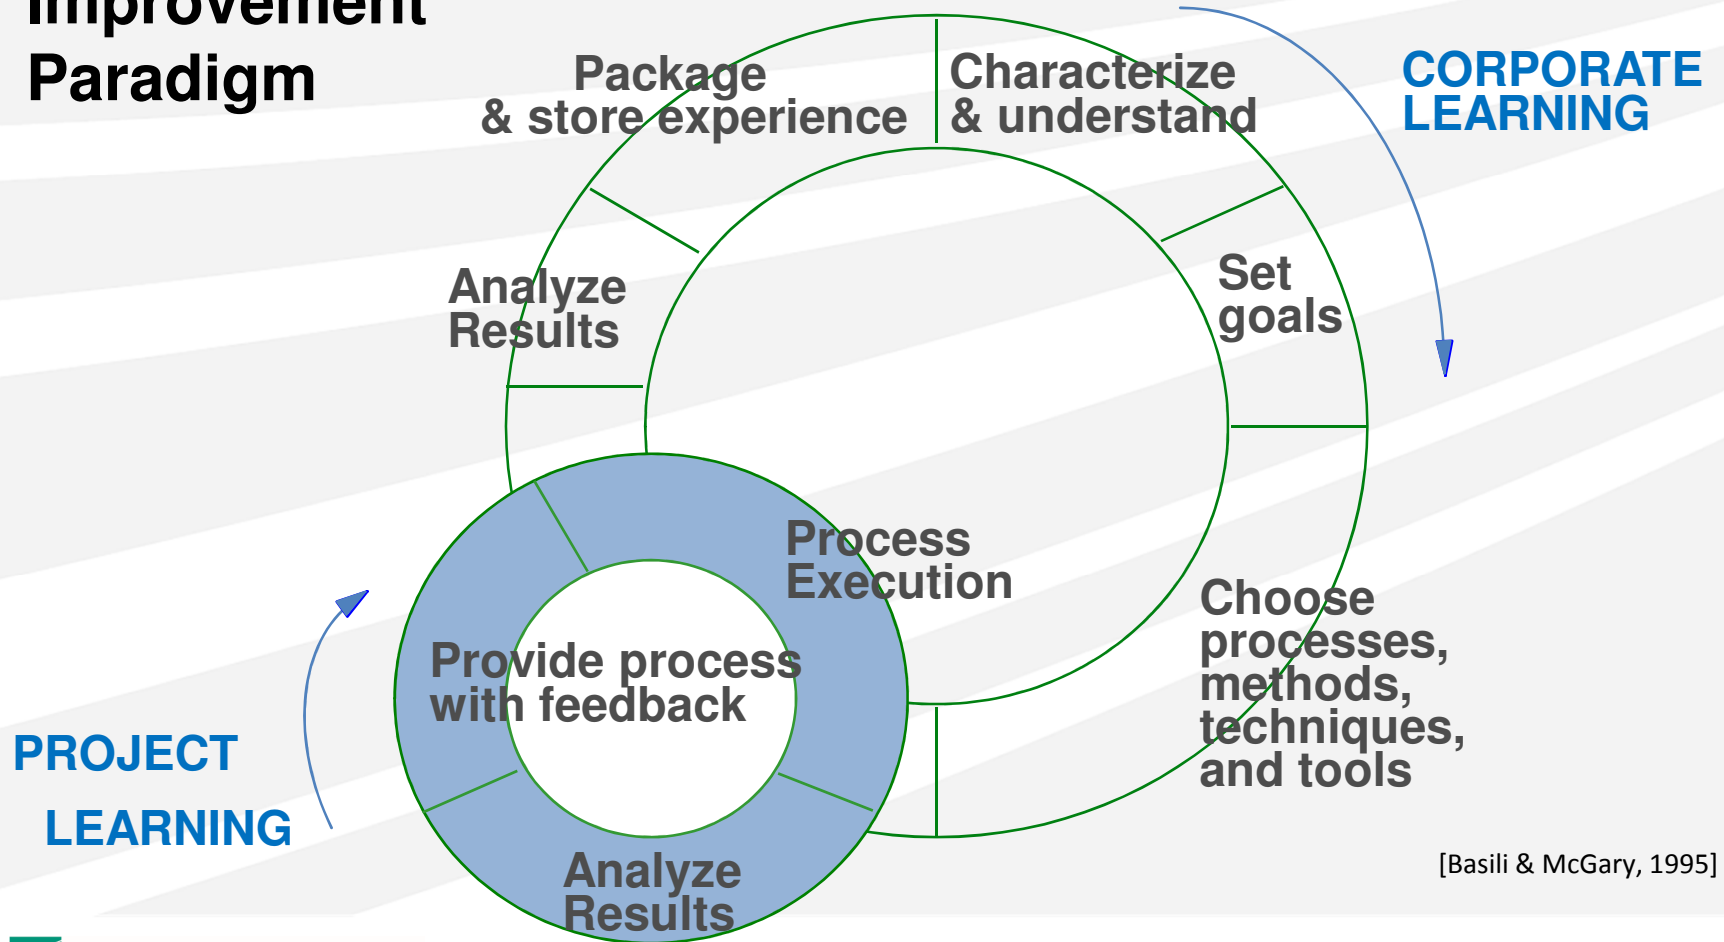 Improvement
Paradigm
Package
& store experience
Characterize
& understand
CORPORATE
LEARNING
Analyze
Results
Set
goals
Process
Execution
Choose
processes,
methods,
techniques,
and tools
Provide process
with feedback
PROJECT
LEARNING
Analyze
Results
[Basili & McGary, 1995]